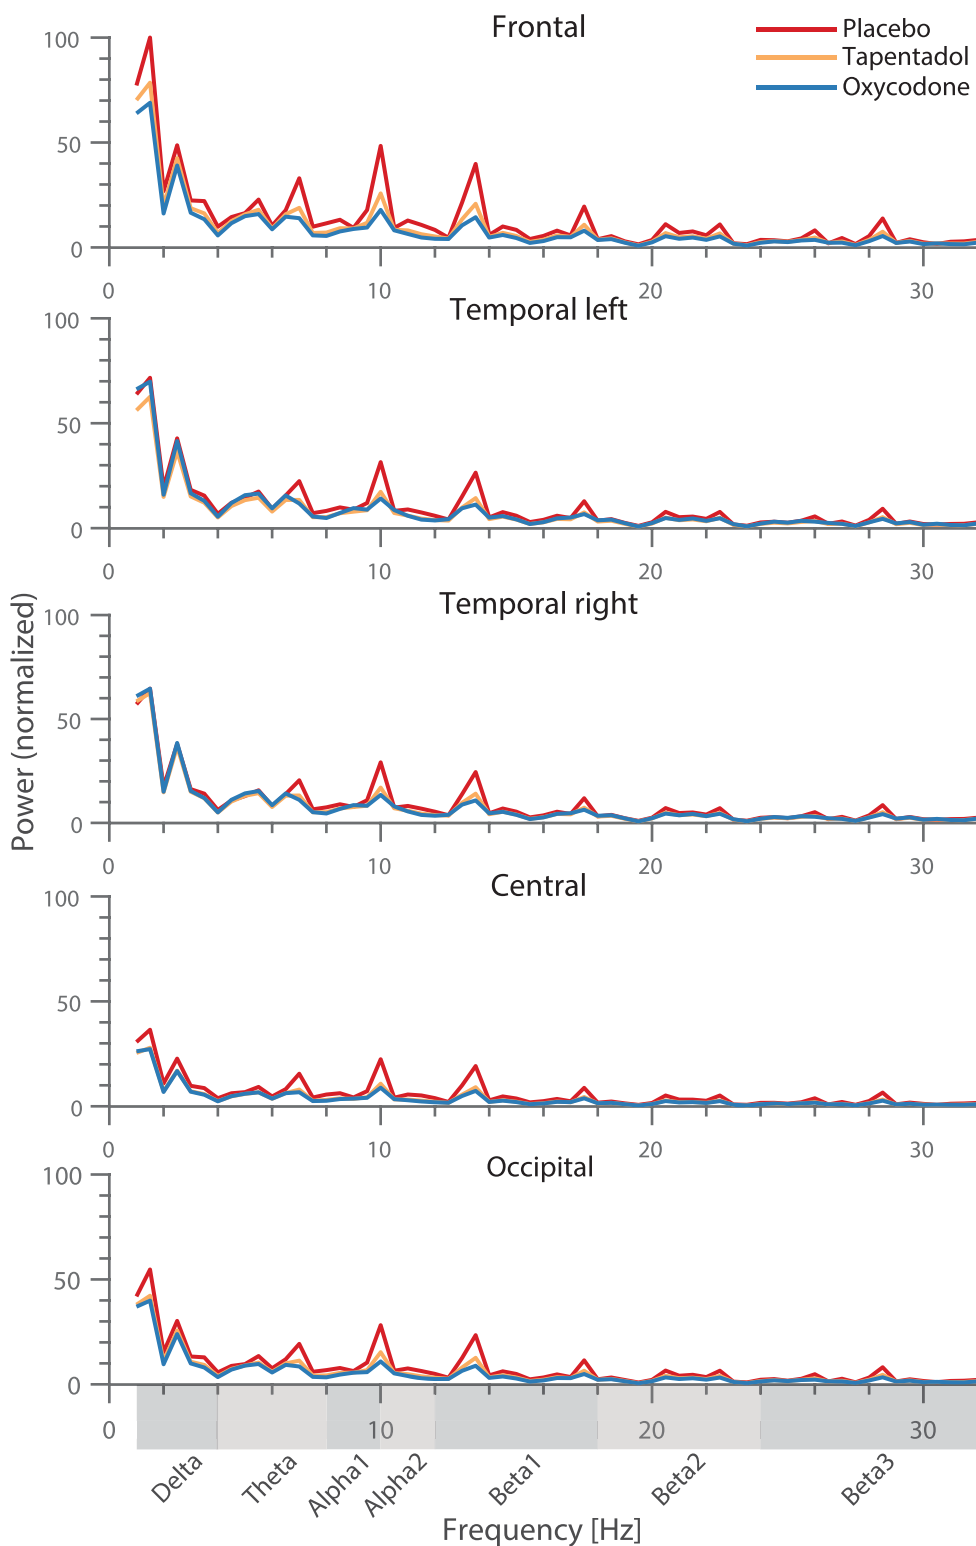 Frontal
Placebo
Tapentadol
Oxycodone
100
50
0
0 10 20 30
Temporal left
100
50
0
0 10 20 30
Temporal right
100
50
0
0 10 20 30
Central
100
50
0
0 10 20 30
Occipital
100
50
0
0 10 20 30
Delta Theta Alpha1 Alpha2 Beta1 Beta2 Beta3
Frequency [Hz]
Power (normalized)